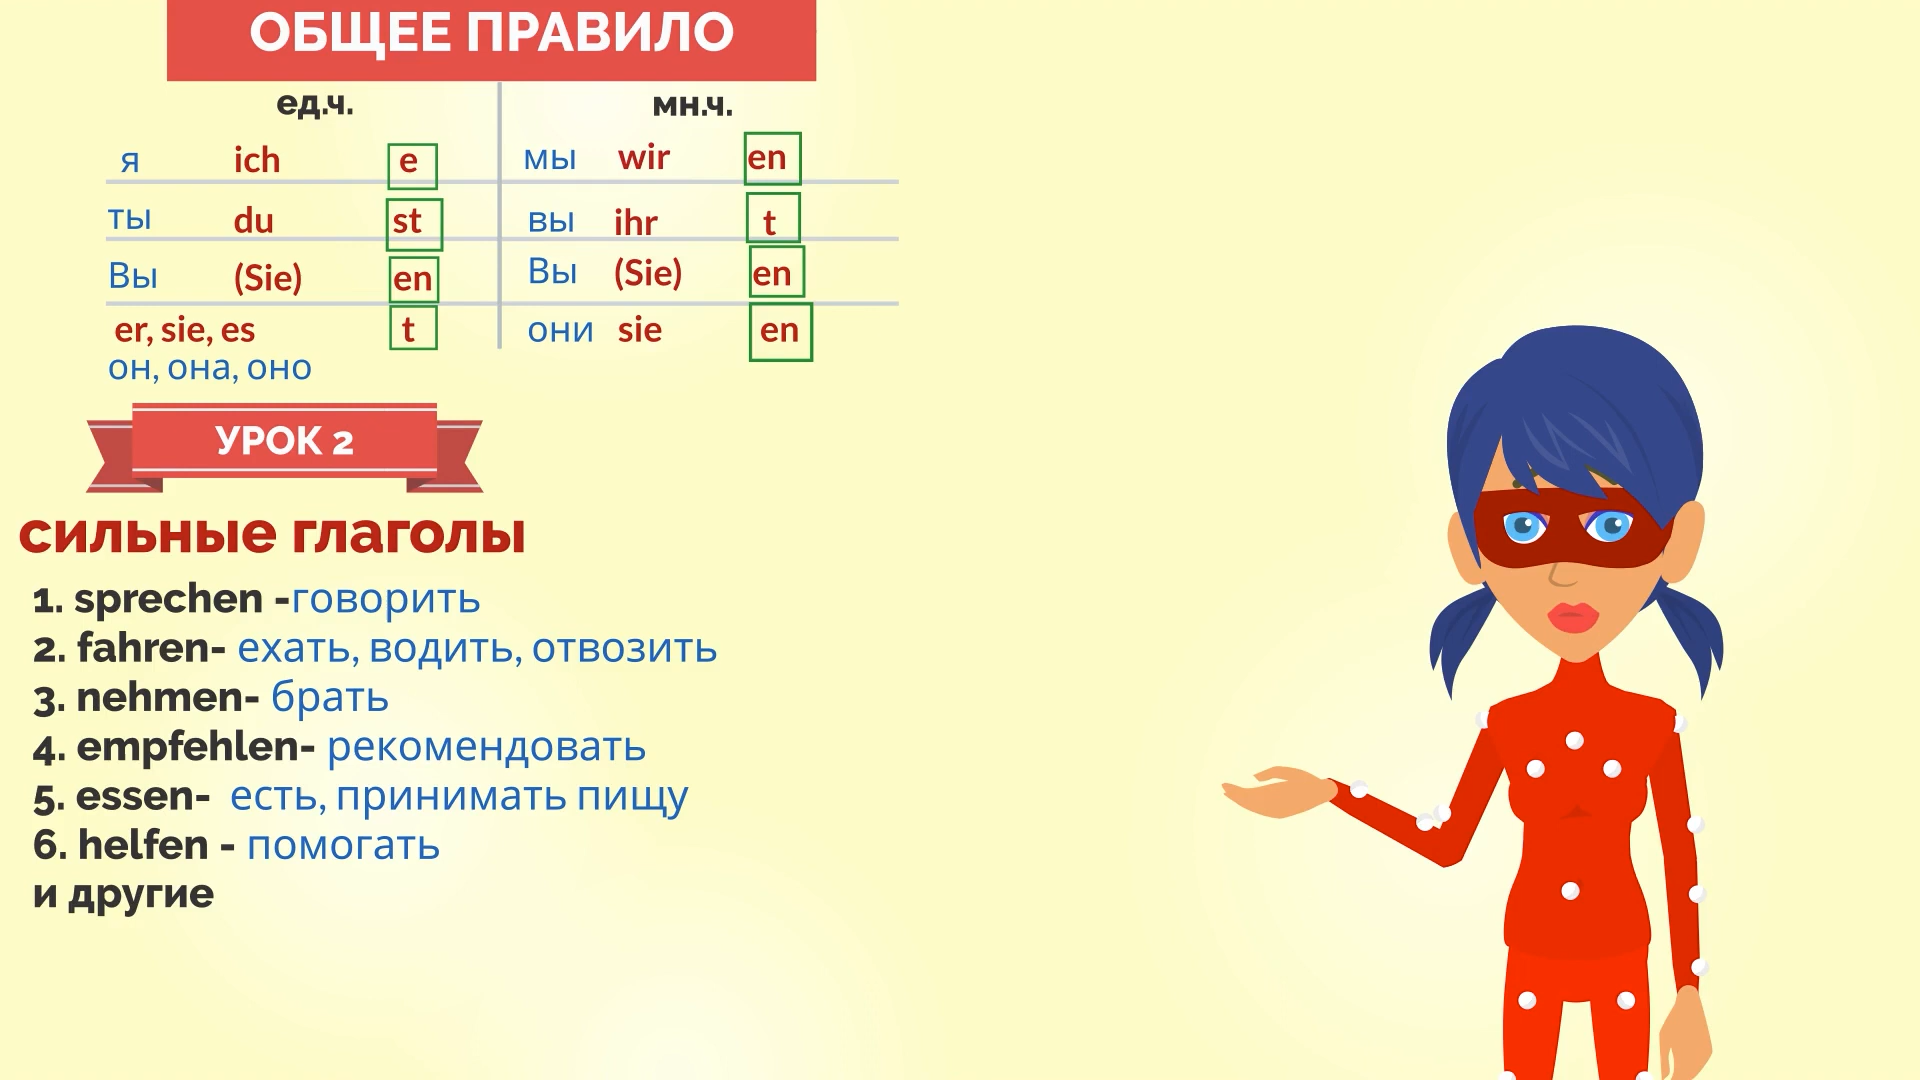 ОБЩЕЕ ПРАВИЛО
ед.ч. мн.ч.
я ich e мы wir en
ты du st вы ihr t
Вы (Sie) en Вы (Sie) en
er, sie, es t они sie en
он, она, оно
УРОК 2
сильные глаголы
1. sprechen -говорить
2. fahren- ехать, водить, отвозить
3. nehmen- брать
4. empfehlen- рекомендовать
5. essen- есть, принимать пищу
6. helfen - помогать
и другие